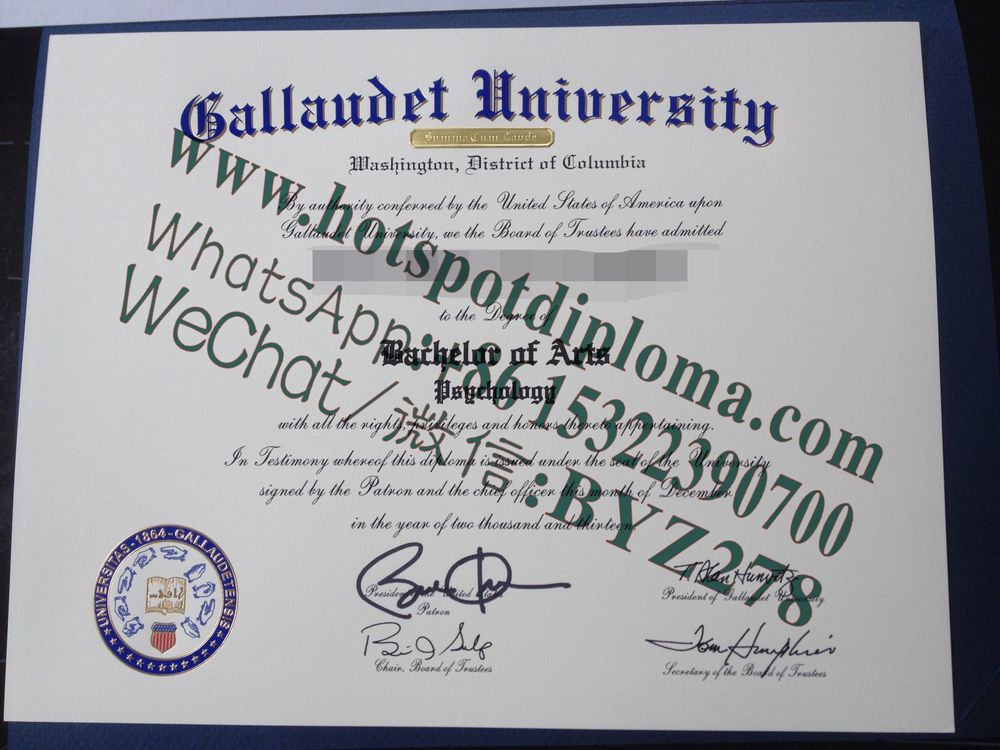 Gallaudet University
Summa Cum Laude
Washington, District of Columbia
By authority conferred by the United States of America upon
Gallaudet University, we the Board of Trustees have admitted
to the Degree of
Bachelor of Arts
Psychology
with all the rights, privileges and honors thereto appertaining.
In Testimony whereof this diploma is issued under the seal of the University
signed by the Patron and the chief officer this month of December
in the year of two thousand and thirteen.
President of the United States
Patron
President of Gallaudet University
Chair, Board of Trustees
Secretary of the Board of Trustees
UNIVERSITAS·1864·GALLAUDETENSIS
www.hotspotdiploma.com
WhatsApp:+86 15322390700
WeChat/微信:BYZ278